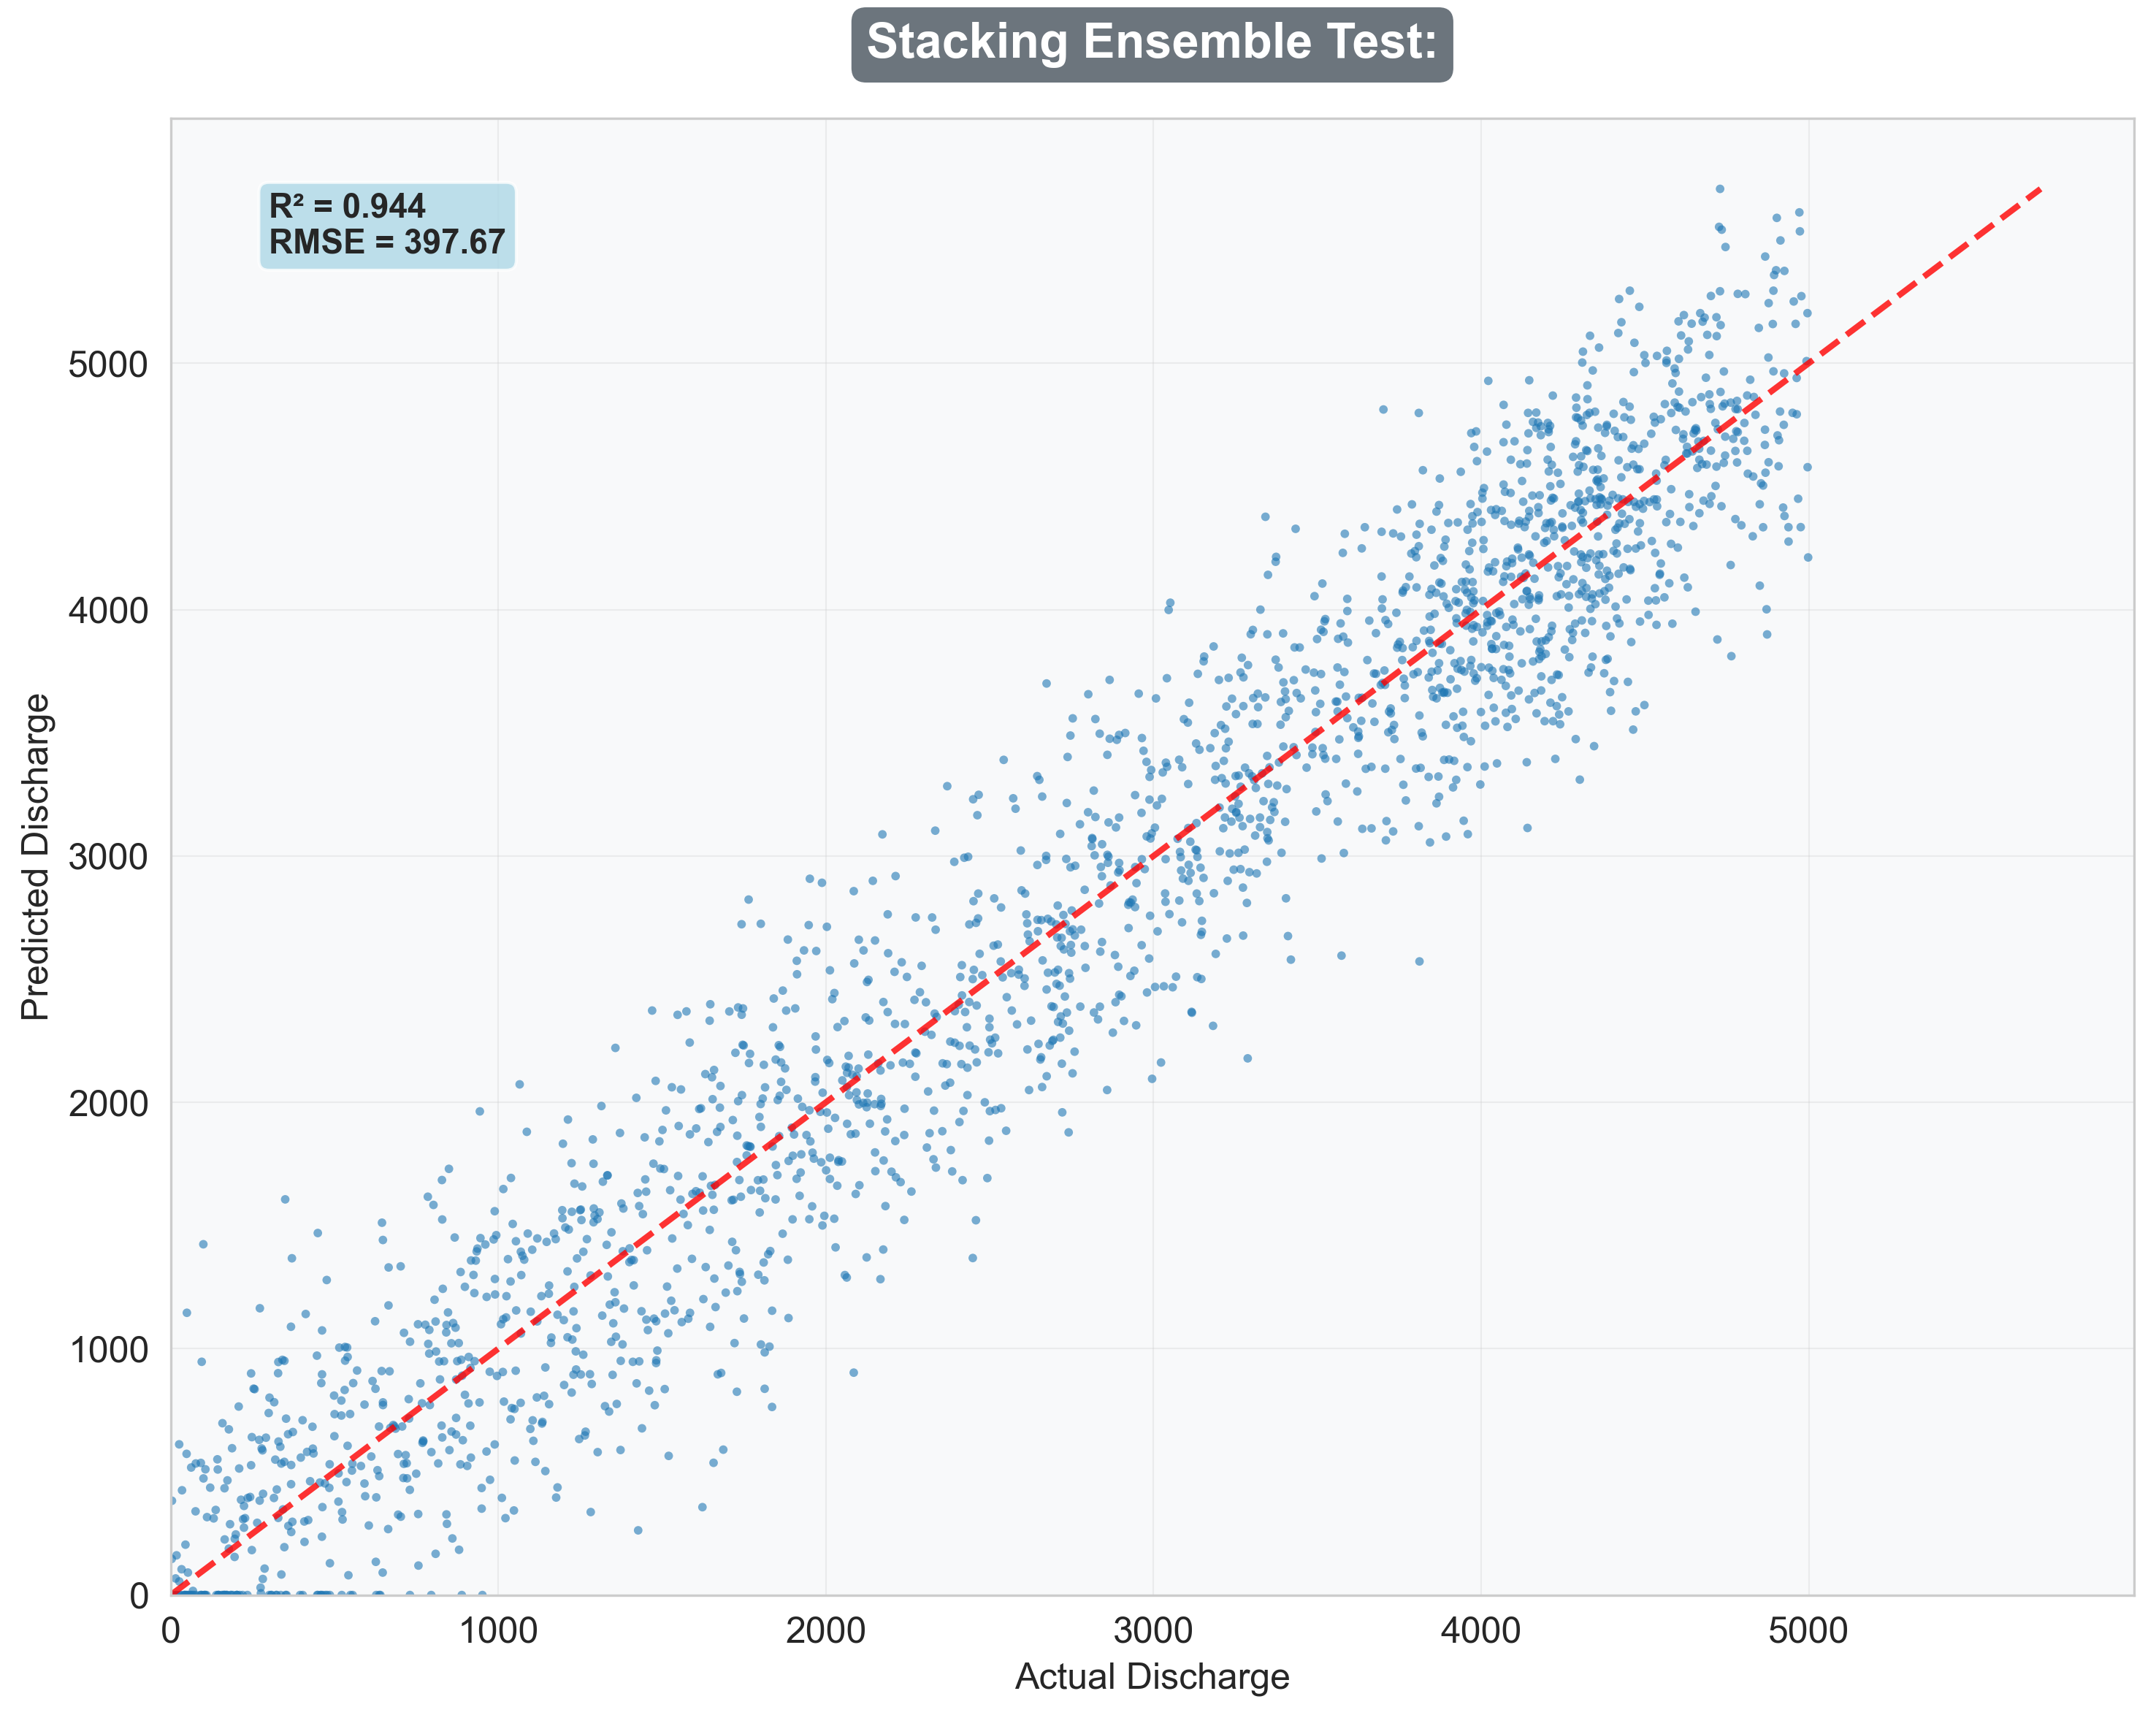 Stacking Ensemble Test:
R² = 0.944
RMSE = 397.67
5000
4000
3000
2000
1000
0
Predicted Discharge
0 1000 2000 3000 4000 5000
Actual Discharge